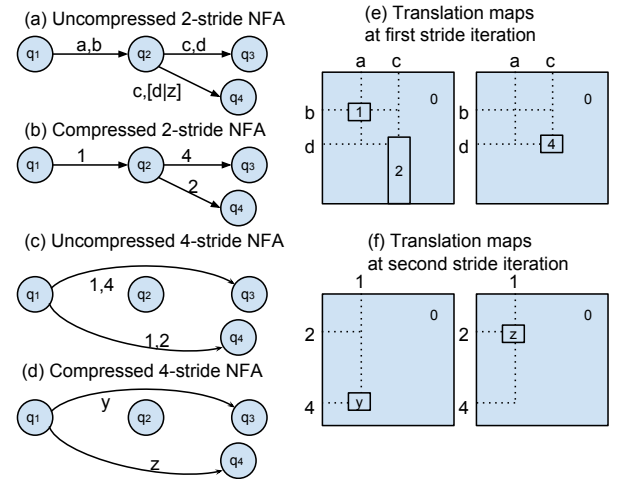 (a) Uncompressed 2-stride NFA
q1 a,b q2 c,d q3
c,[d|z] q4
(b) Compressed 2-stride NFA
q1 1 q2 4 q3
2 q4
(c) Uncompressed 4-stride NFA
q1 1,4 q2 q3
1,2 q4
(d) Compressed 4-stride NFA
q1 y q2 q3
z q4
(e) Translation maps
at first stride iteration
a c
b 1 0
d 2
a c
b 0
d 4
(f) Translation maps
at second stride iteration
1
2 0
4 y
1
2 z 0
4